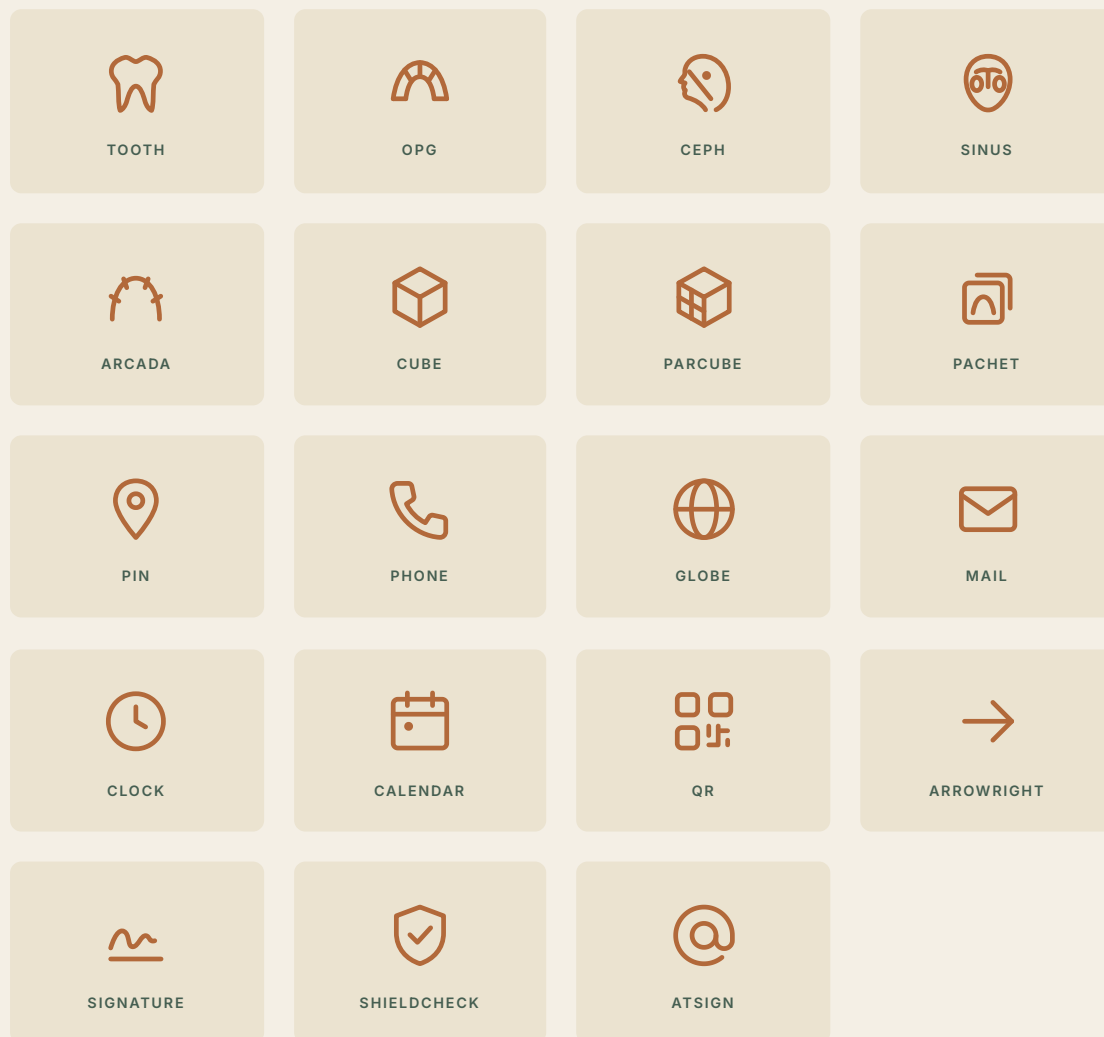 TOOTH
OPG
CEPH
SINUS
ARCADA
CUBE
PARCUBE
PACHET
PIN
PHONE
GLOBE
MAIL
CLOCK
CALENDAR
QR
ARROWRIGHT
SIGNATURE
SHIELDCHECK
ATSIGN